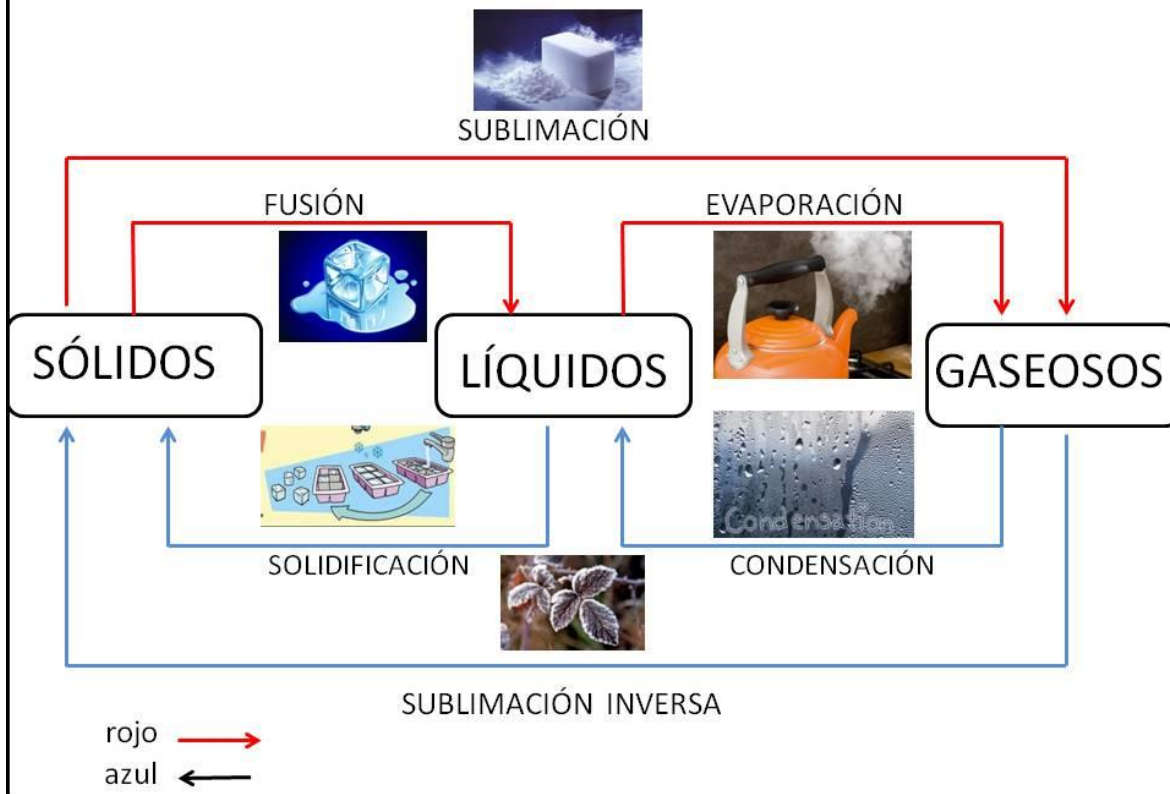 SUBLIMACIÓN
FUSIÓN
EVAPORACIÓN
SÓLIDOS
LÍQUIDOS
GASEOSOS
Condensation
SOLIDIFICACIÓN
CONDENSACIÓN
SUBLIMACIÓN INVERSA
rojo
azul